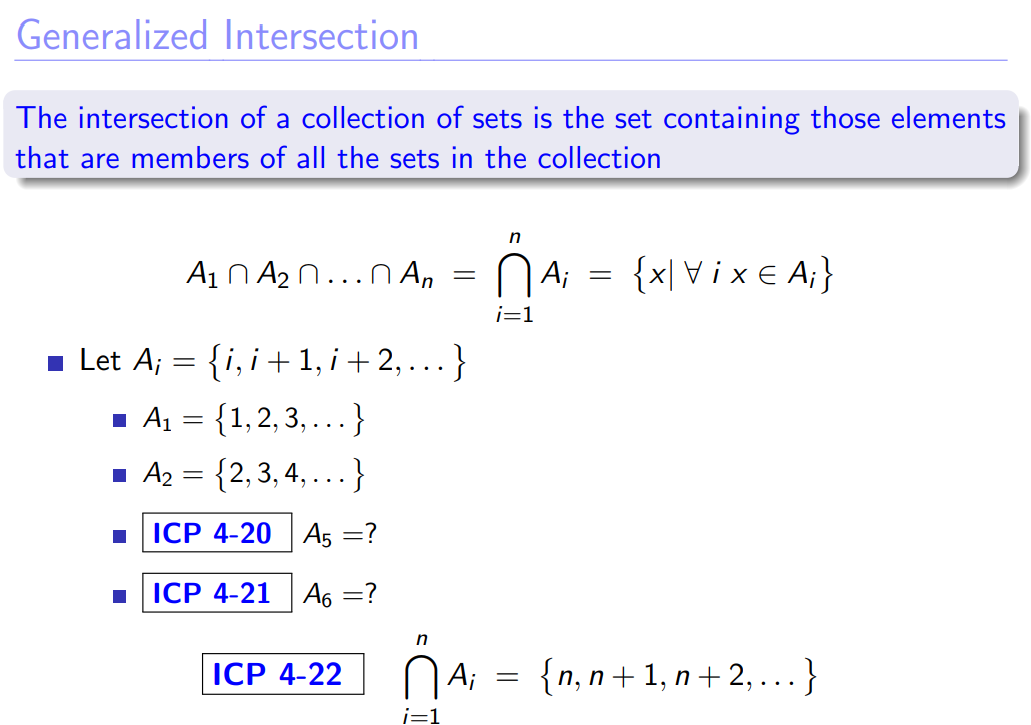 Generalized Intersection
The intersection of a collection of sets is the set containing those elements
that are members of all the sets in the collection
A₁ ∩ A₂ ∩ … ∩ Aₙ = ⋂ⁿᵢ₌₁ Aᵢ = {x| ∀ i x ∈ Aᵢ}
Let Aᵢ = {i, i + 1, i + 2, … }
A₁ = {1, 2, 3, … }
A₂ = {2, 3, 4, … }
ICP 4-20 A₅ =?
ICP 4-21 A₆ =?
ICP 4-22 ⋂ⁿᵢ₌₁ Aᵢ = {n, n + 1, n + 2, … }